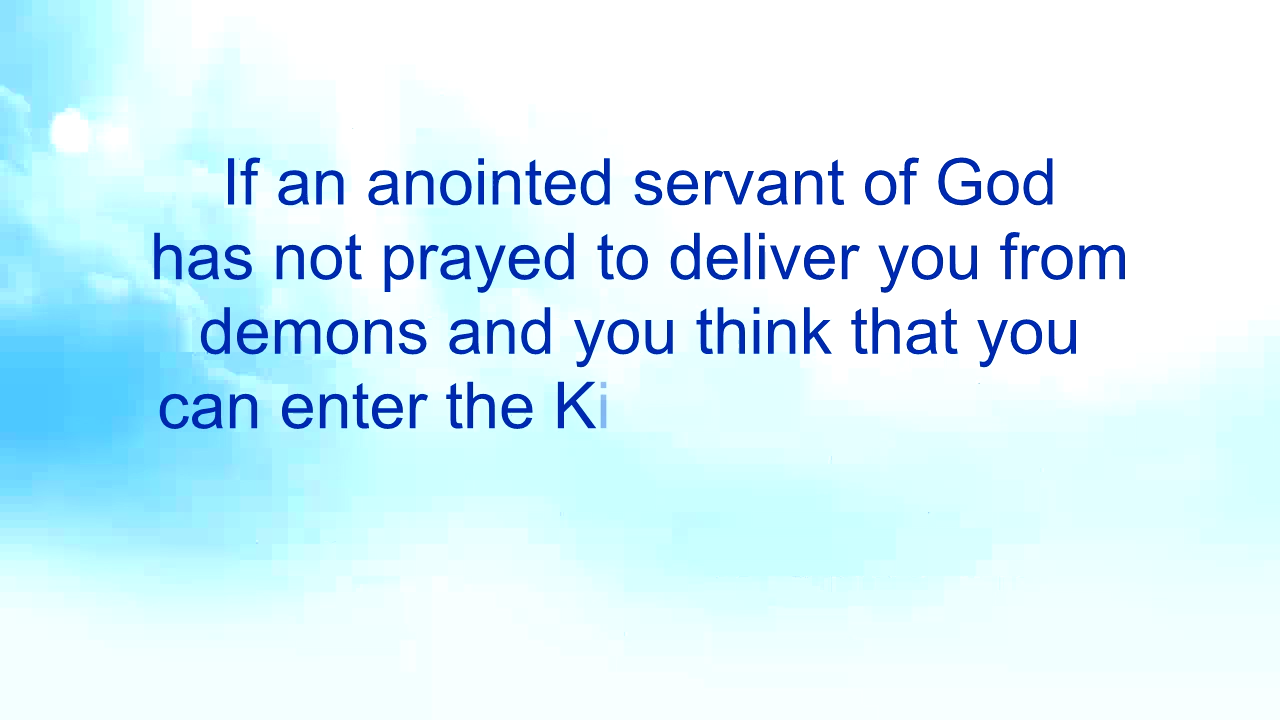 If an anointed servant of God
has not prayed to deliver you from
demons and you think that you
can enter the Ki